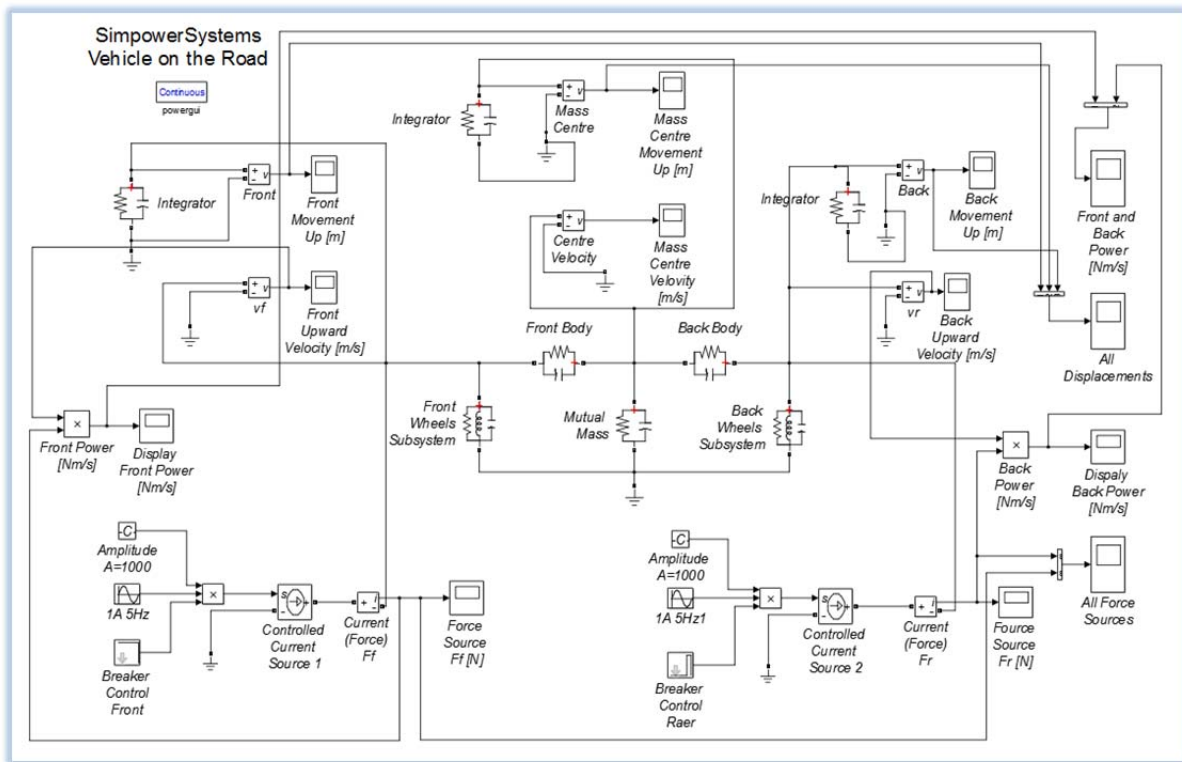 SimpowerSystems
Vehicle on the Road
Continuous
powergui
Integrator
v
Front
Front
Movement
Up [m]
v
vf
Front
Upward
Velocity [m/s]
Integrator
v
Mass
Centre
Mass
Centre
Movement
Up [m]
v
Centre
Velocity
Mass
Centre
Velovity
[m/s]
Integrator
v
Back
Back
Movement
Up [m]
v
vr
Back
Upward
Velocity [m/s]
Front and
Back
Power
[Nm/s]
All
Displacements
Front Body
Back Body
Front
Wheels
Subsystem
Mutual
Mass
Back
Wheels
Subsystem
×
Front Power
[Nm/s]
Display
Front Power
[Nm/s]
×
Back
Power
[Nm/s]
Dispaly
Back Power
[Nm/s]
-C
Amplitude
A=1000
1A 5Hz
Breaker
Control
Front
×
s
Controlled
Current
Source 1
i
Current
(Force)
Ff
Force
Source
Ff [N]
-C
Amplitude
A=1000
1A 5Hz1
Breaker
Control
Raer
×
s
Controlled
Current
Source 2
i
Current
(Force)
Fr
Fource
Source
Fr [N]
All Force
Sources